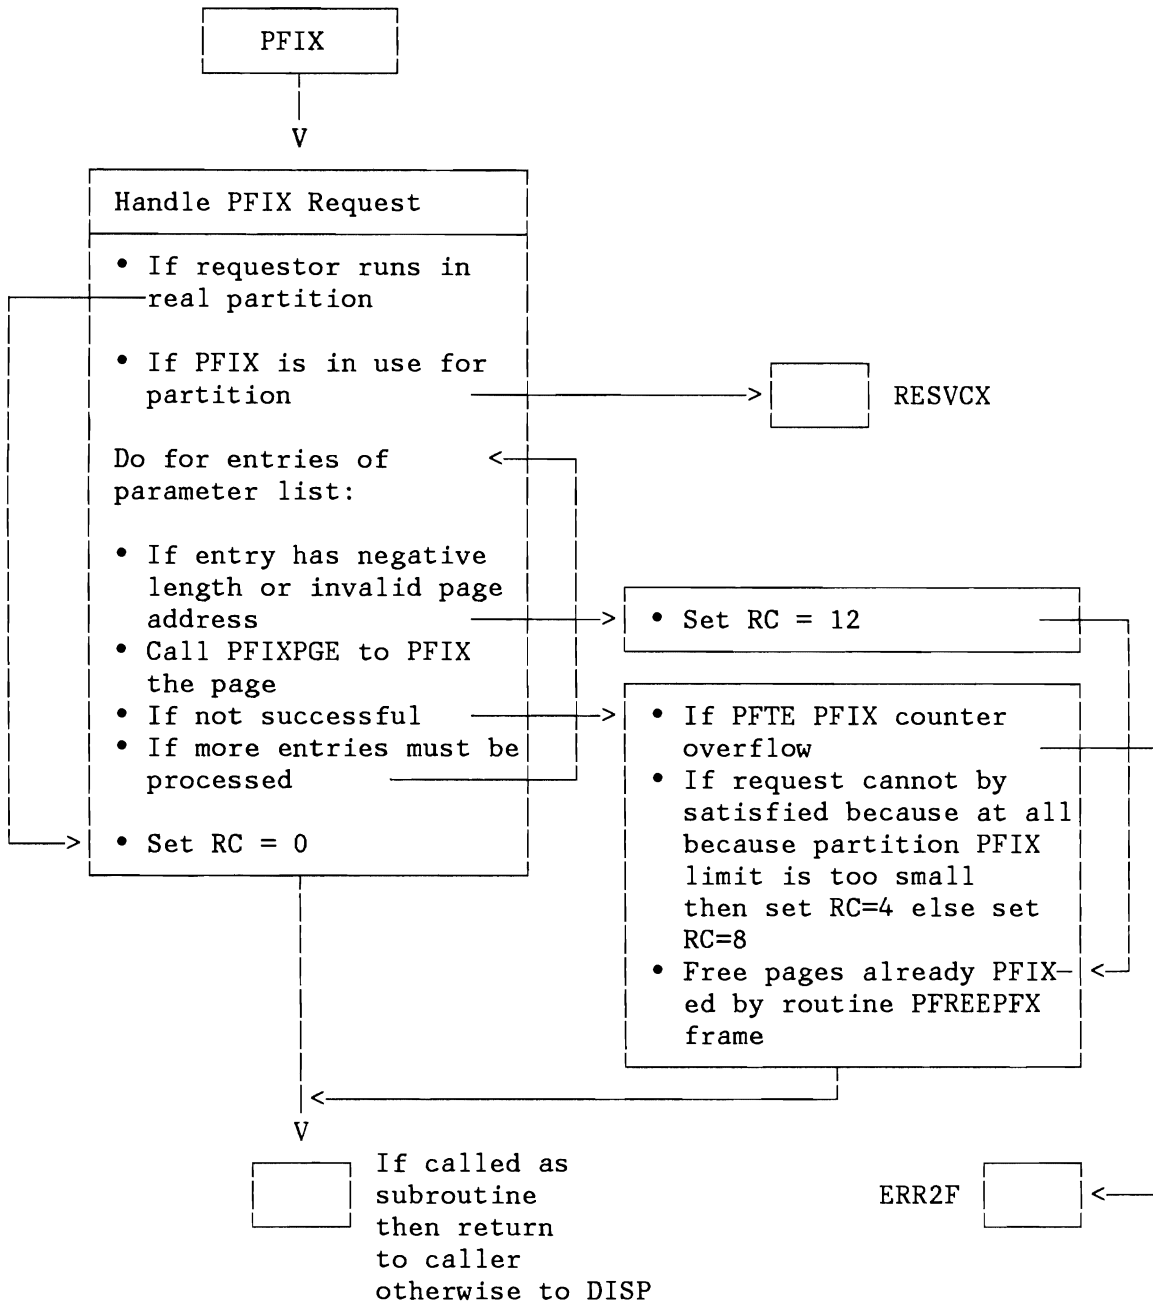 PFIX
V
Handle PFIX Request
• If requestor runs in
real partition
• If PFIX is in use for
partition
> RESVCX
Do for entries of <
parameter list:
• If entry has negative
length or invalid page
address
> • Set RC = 12
• Call PFIXPGE to PFIX
the page
• If not successful
• If more entries must be
processed
> • Set RC = 0
> • If PFTE PFIX counter
overflow
• If request cannot by
satisfied because at all
because partition PFIX
limit is too small
then set RC=4 else set
RC=8
• Free pages already PFIX- <
ed by routine PFREEPFX
frame
<
V
If called as
subroutine
then return
to caller
otherwise to DISP
ERR2F <